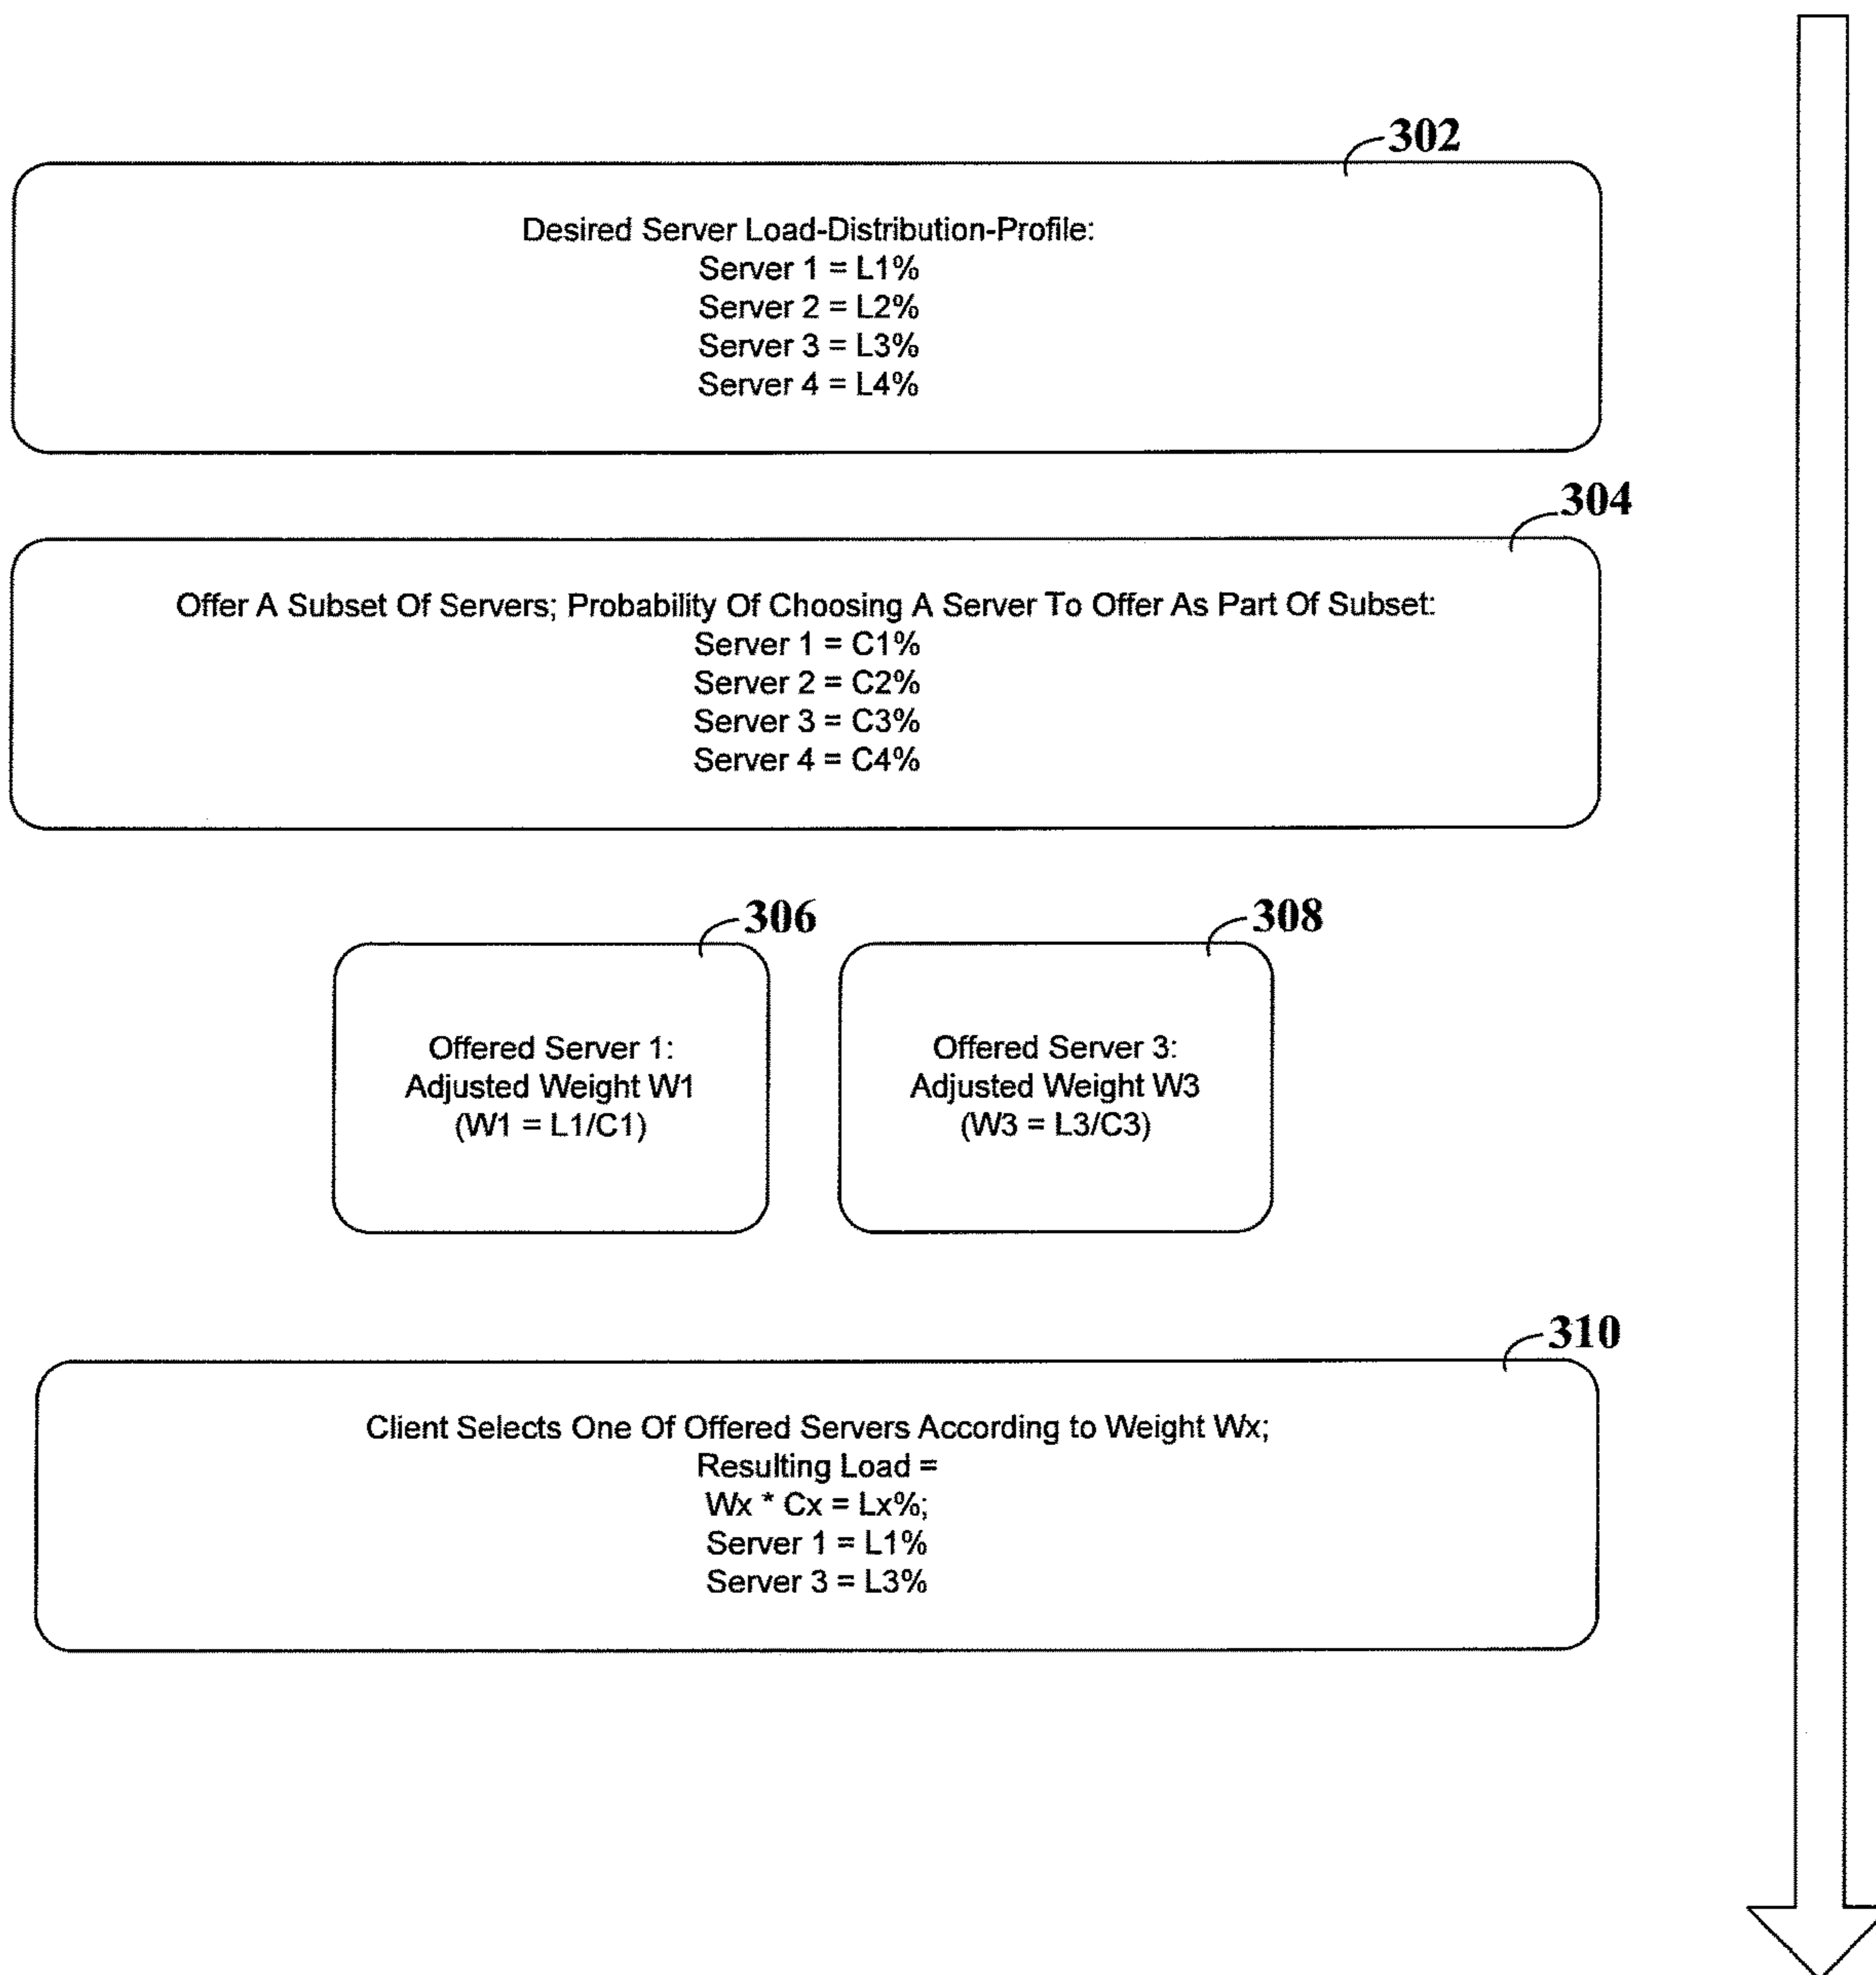 302
Desired Server Load-Distribution-Profile:
Server 1 = L1%
Server 2 = L2%
Server 3 = L3%
Server 4 = L4%
304
Offer A Subset Of Servers; Probability Of Choosing A Server To Offer As Part Of Subset:
Server 1 = C1%
Server 2 = C2%
Server 3 = C3%
Server 4 = C4%
306
Offered Server 1:
Adjusted Weight W1
(W1 = L1/C1)
308
Offered Server 3:
Adjusted Weight W3
(W3 = L3/C3)
310
Client Selects One Of Offered Servers According to Weight Wx;
Resulting Load =
Wx * Cx = Lx%;
Server 1 = L1%
Server 3 = L3%